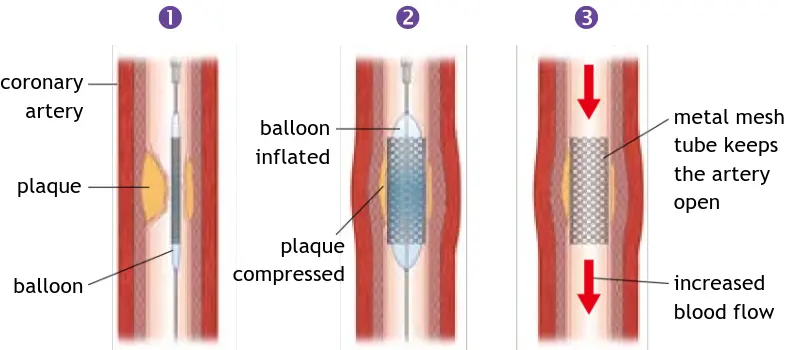 1
2
3
coronary
artery
plaque
balloon
balloon
inflated
plaque
compressed
metal mesh
tube keeps
the artery
open
increased
blood flow